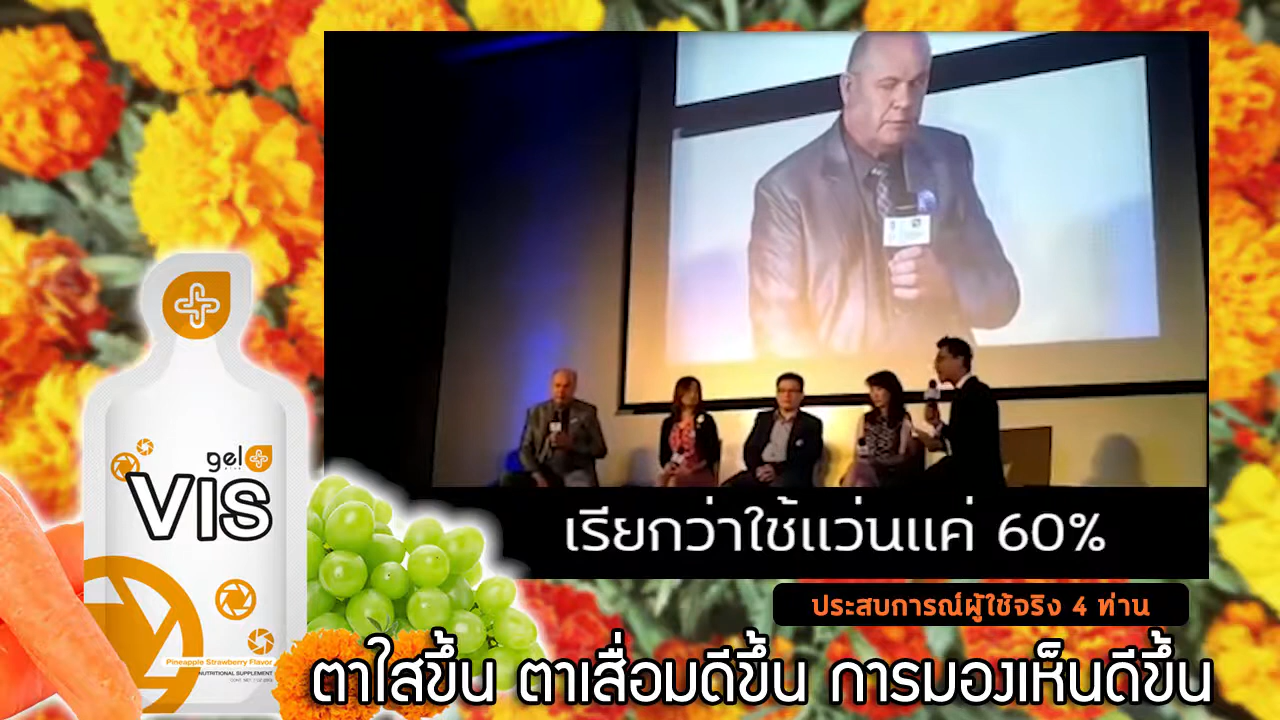 เรียกว่าใช้แว่นแค่ 60%
ประสบการณ์ผู้ใช้จริง 4 ท่าน
ตาใสขึ้น ตาเสื่อมดีขึ้น การมองเห็นดีขึ้น
gel
VIS
Pineapple Strawberry Flavor
NUTRITIONAL SUPPLEMENT